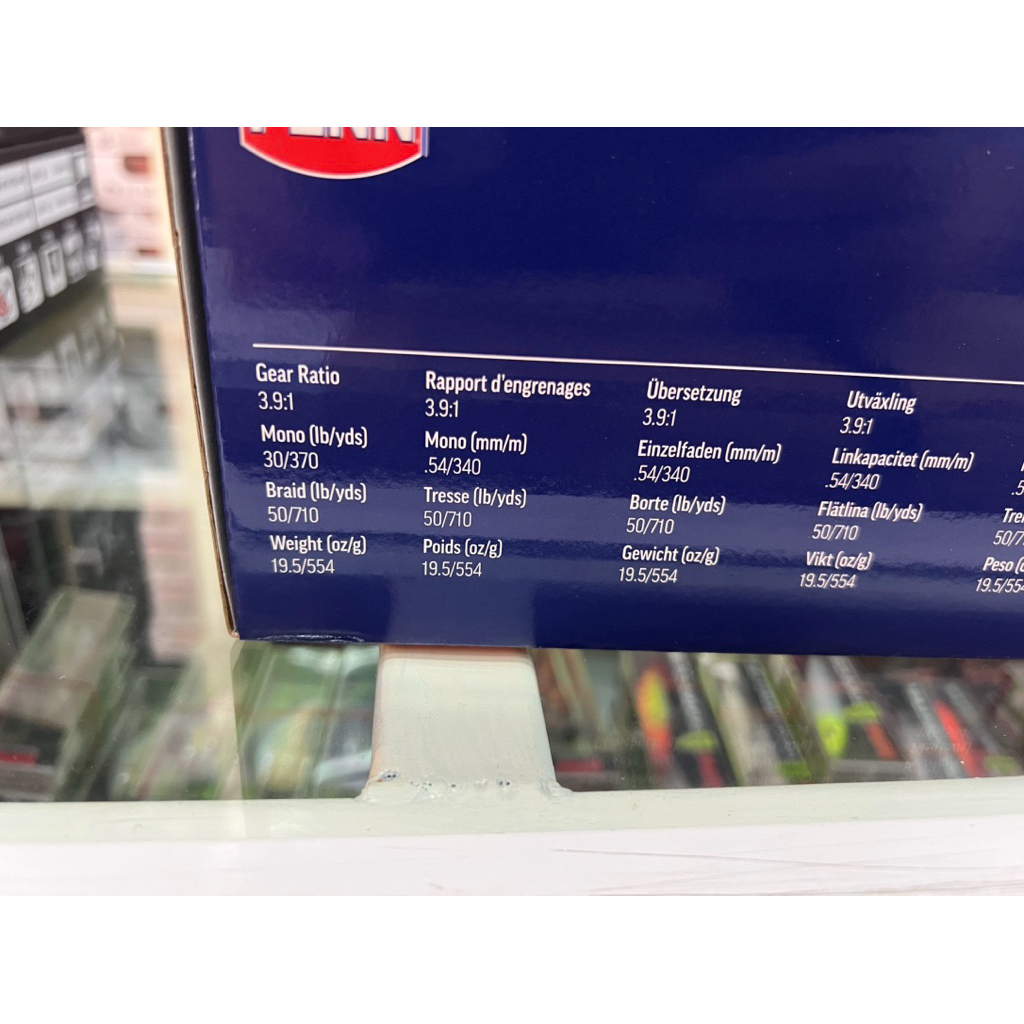 PENN
Gear Ratio
3.9:1
Mono (lb/yds)
30/370
Braid (lb/yds)
50/710
Weight (oz/g)
19.5/554
Rapport d'engrenages
3.9:1
Mono (mm/m)
.54/340
Tresse (lb/yds)
50/710
Poids (oz/g)
19.5/554
Übersetzung
3.9:1
Einzelfaden (mm/m)
.54/340
Borte (lb/yds)
50/710
Gewicht (oz/g)
19.5/554
Utväxling
3.9:1
Linkapacitet (mm/m)
.54/340
Flätlina (lb/yds)
50/710
Vikt (oz/g)
19.5/554
Peso